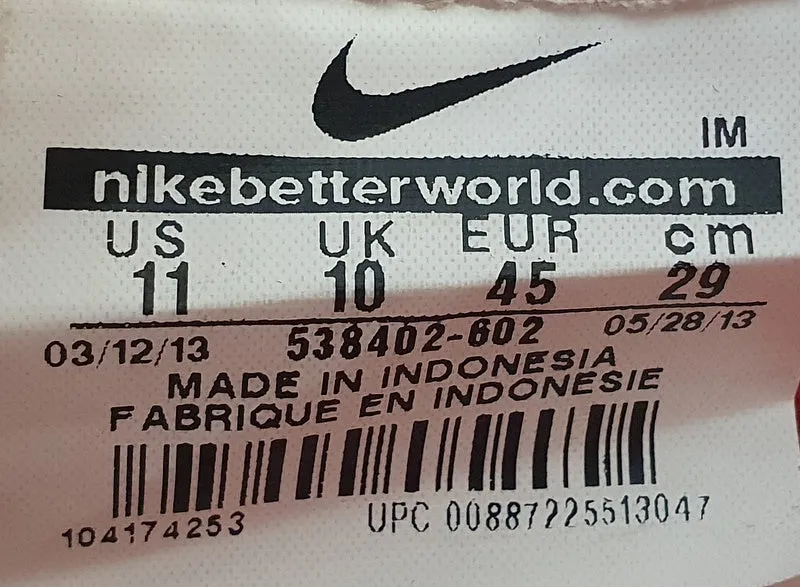 IM
nikebetterworld.com
US UK EUR cm
11 10 45 29
03/12/13 538402-602 05/28/13
MADE IN INDONESIA
FABRIQUE EN INDONÉSIE
104174253 UPC 00887225513047